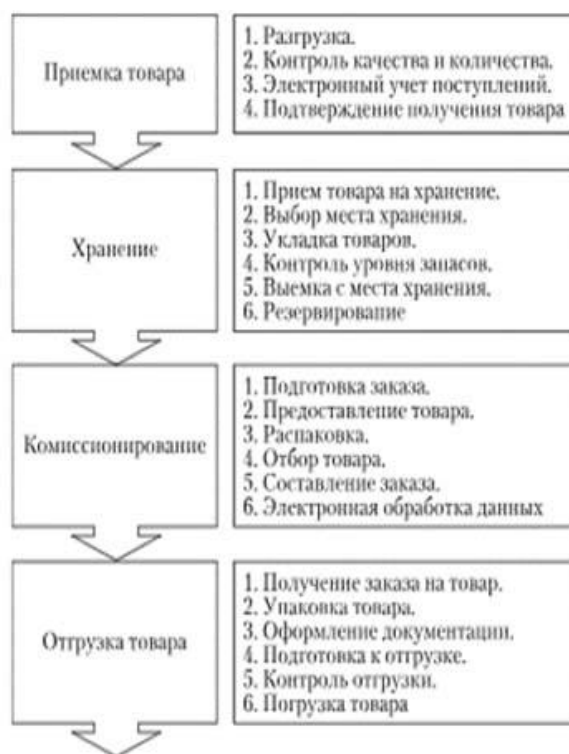 Приемка товара
1. Разгрузка.
2. Контроль качества и количества.
3. Электронный учет поступлений.
4. Подтверждение получения товара
Хранение
1. Прием товара на хранение.
2. Выбор места хранения.
3. Укладка товаров.
4. Контроль уровня запасов.
5. Выемка с места хранения.
6. Резервирование
Комиссионирование
1. Подготовка заказа.
2. Предоставление товара.
3. Распаковка.
4. Отбор товара.
5. Составление заказа.
6. Электронная обработка данных
Отгрузка товара
1. Получение заказа на товар.
2. Упаковка товара.
3. Оформление документации.
4. Подготовка к отгрузке.
5. Контроль отгрузки.
6. Погрузка товара